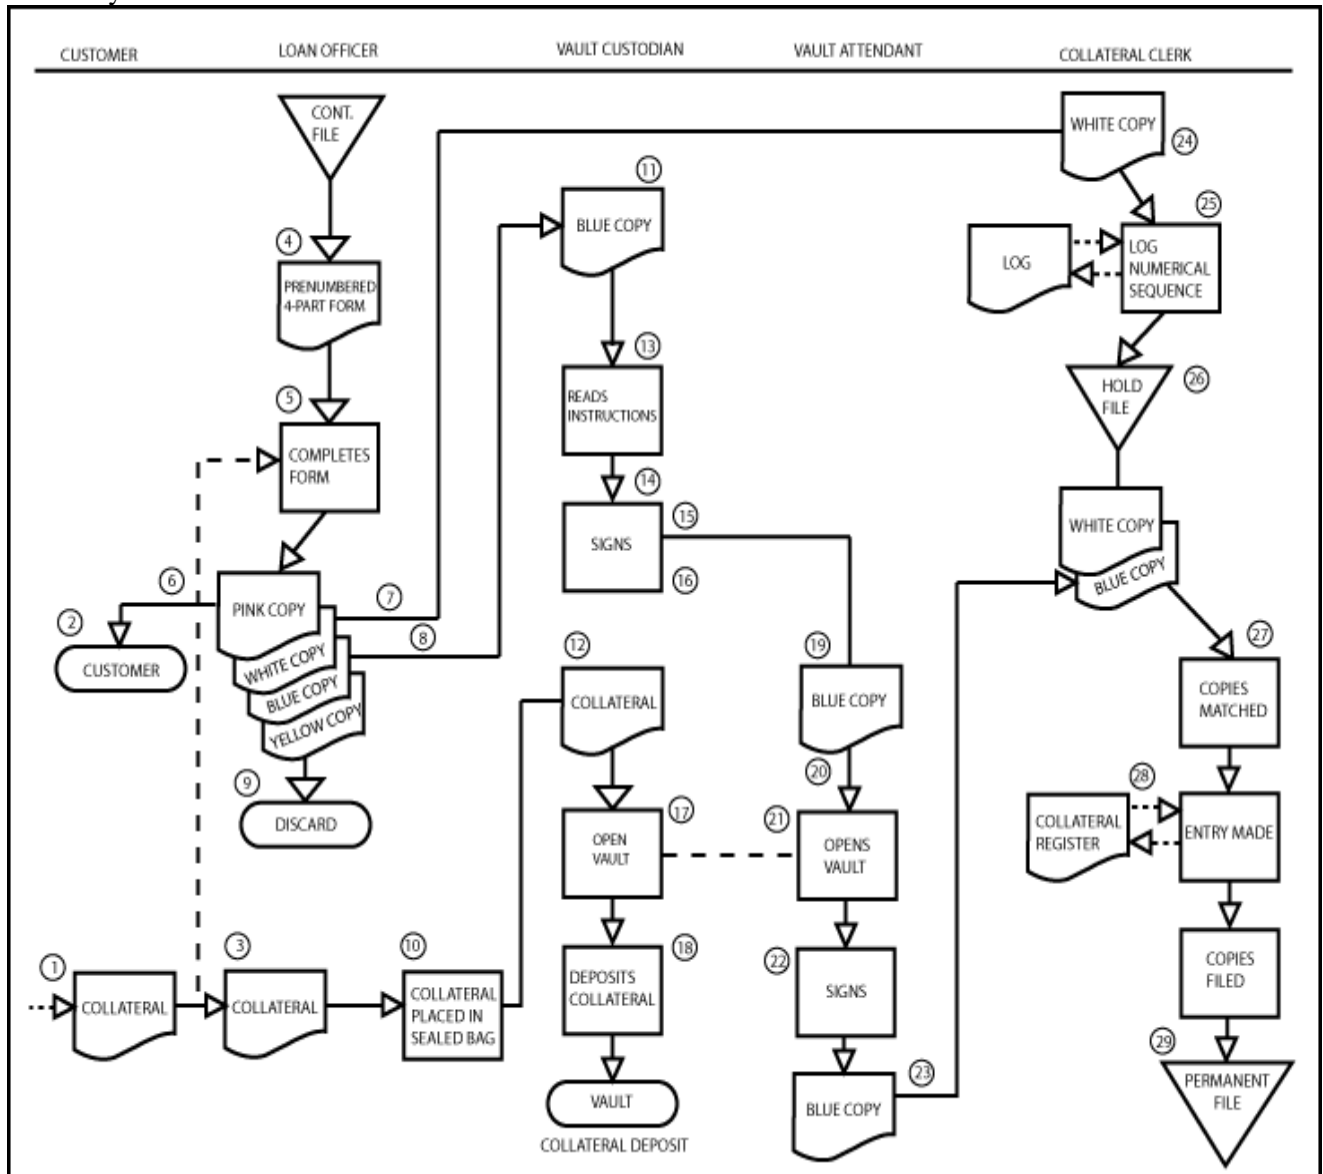 CUSTOMER
LOAN OFFICER
VAULT CUSTODIAN
VAULT ATTENDANT
COLLATERAL CLERK
CONT.
FILE
4
PRENUMBERED
4-PART FORM
5
COMPLETES
FORM
6
2
CUSTOMER
PINK COPY
WHITE COPY
BLUE COPY
YELLOW COPY
7
8
9
DISCARD
1
COLLATERAL
3
COLLATERAL
10
COLLATERAL
PLACED IN
SEALED BAG
11
BLUE COPY
13
READS
INSTRUCTIONS
14
SIGNS
15
16
12
COLLATERAL
17
OPEN
VAULT
18
DEPOSITS
COLLATERAL
VAULT
COLLATERAL DEPOSIT
19
BLUE COPY
20
21
OPENS
VAULT
22
SIGNS
BLUE COPY
23
WHITE COPY
24
25
LOG
LOG
NUMERICAL
SEQUENCE
HOLD
FILE
26
WHITE COPY
BLUE COPY
27
COPIES
MATCHED
28
COLLATERAL
REGISTER
ENTRY MADE
COPIES
FILED
29
PERMANENT
FILE